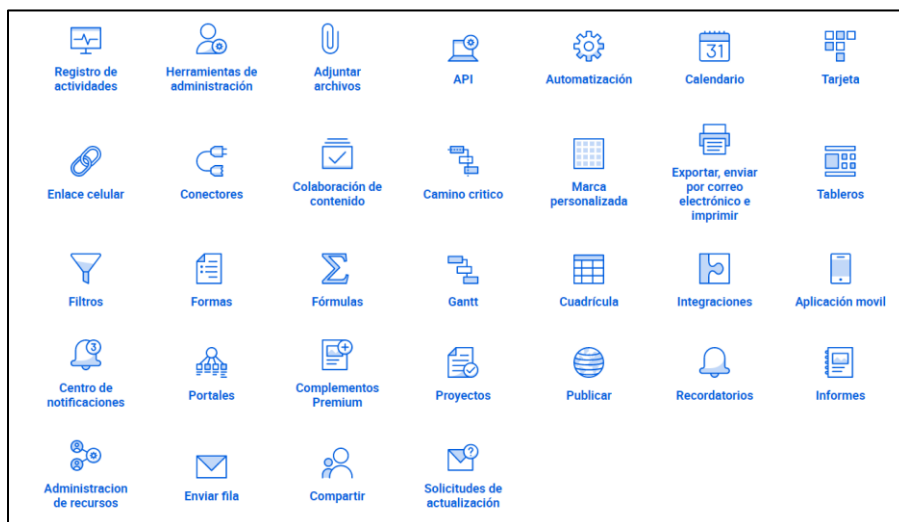 Registro de
actividades
Herramientas de
administración
Adjuntar
archivos
API
Automatización
31
Calendario
Tarjeta
Enlace celular
Conectores
Colaboración de
contenido
Camino critico
Marca
personalizada
Exportar, enviar
por correo
electrónico e
imprimir
Tableros
Filtros
Formas
Fórmulas
Gantt
Cuadrícula
Integraciones
Aplicación movil
3
Centro de
notificaciones
Portales
Complementos
Premium
Proyectos
Publicar
Recordatorios
Informes
Administracion
de recursos
Enviar fila
Compartir
?
Solicitudes de
actualización